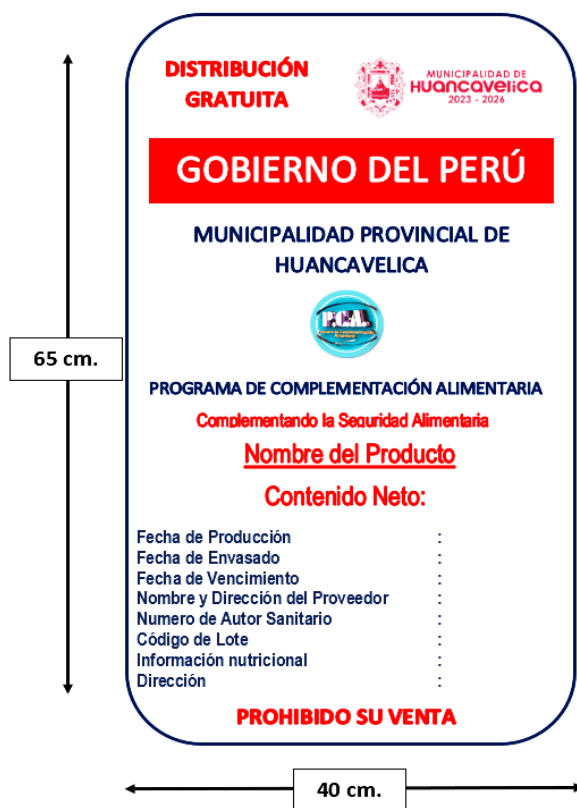 DISTRIBUCIÓN
GRATUITA
MUNICIPALIDAD DE
HUancavelica
2023 - 2026
GOBIERNO DEL PERÚ
MUNICIPALIDAD PROVINCIAL DE
HUANCAVELICA
P.C.A.
65 cm.
PROGRAMA DE COMPLEMENTACIÓN ALIMENTARIA
Complementando la Seguridad Alimentaria
Nombre del Producto
Contenido Neto:
Fecha de Producción :
Fecha de Envasado :
Fecha de Vencimiento :
Nombre y Dirección del Proveedor :
Numero de Autor Sanitario :
Código de Lote :
Información nutricional :
Dirección :
PROHIBIDO SU VENTA
40 cm.